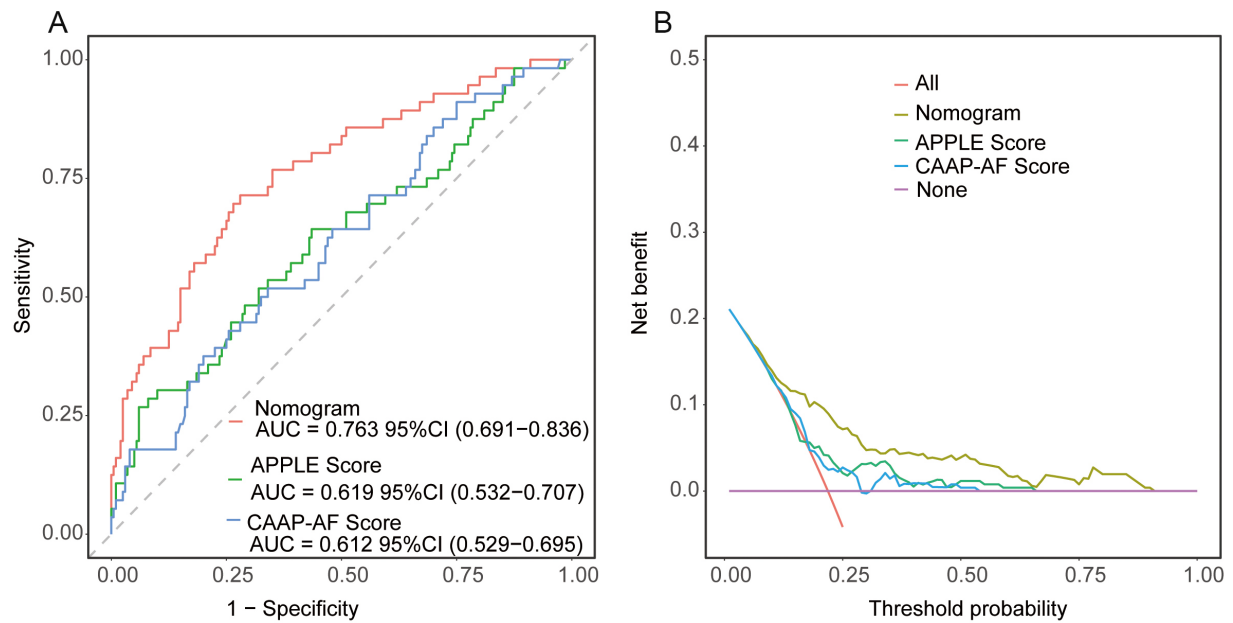 A
1.00
0.75
0.50
0.25
0.00
Sensitivity
Nomogram
AUC = 0.763 95%CI (0.691−0.836)
APPLE Score
AUC = 0.619 95%CI (0.532−0.707)
CAAP-AF Score
AUC = 0.612 95%CI (0.529−0.695)
0.00 0.25 0.50 0.75 1.00
1 − Specificity
B
0.5
0.4
0.3
0.2
0.1
0.0
Net benefit
All
Nomogram
APPLE Score
CAAP-AF Score
None
0.00 0.25 0.50 0.75 1.00
Threshold probability